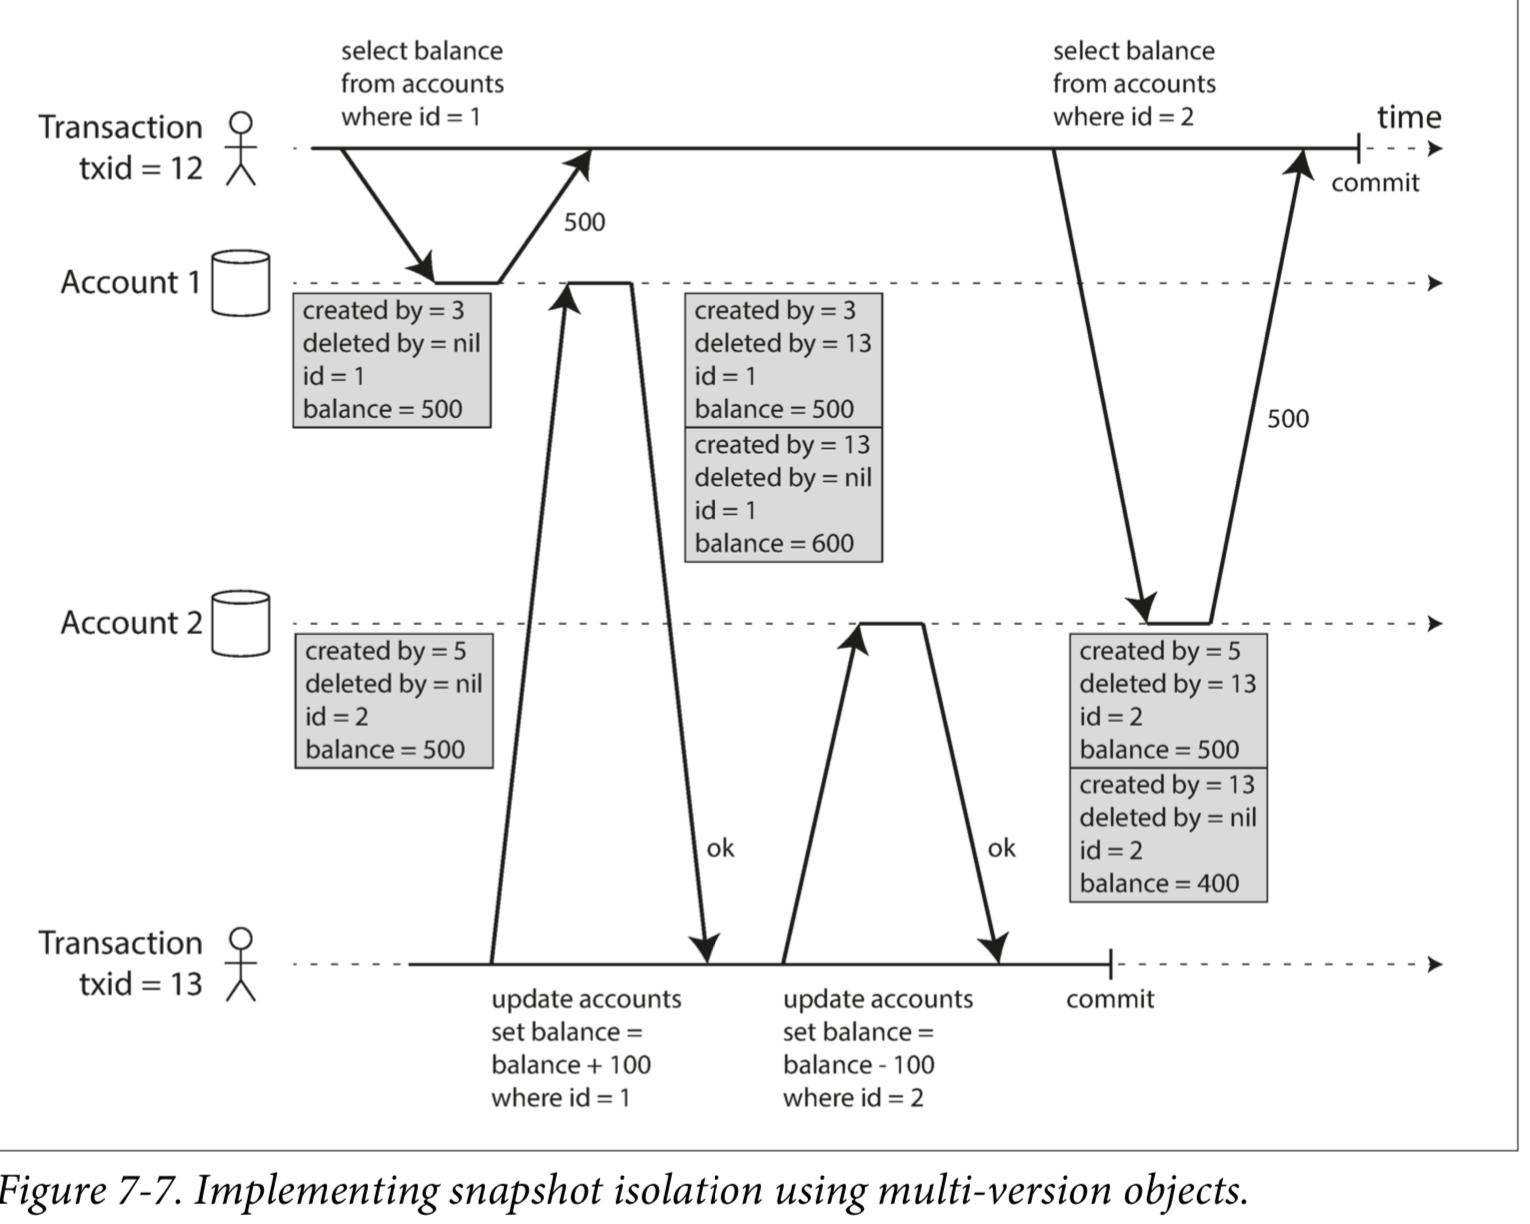 select balance
from accounts
where id = 1
select balance
from accounts
where id = 2
time
Transaction
txid = 12
commit
500
Account 1
created by = 3
deleted by = nil
id = 1
balance = 500
created by = 3
deleted by = 13
id = 1
balance = 500
created by = 13
deleted by = nil
id = 1
balance = 600
500
Account 2
created by = 5
deleted by = nil
id = 2
balance = 500
created by = 5
deleted by = 13
id = 2
balance = 500
created by = 13
deleted by = nil
id = 2
balance = 400
ok
ok
Transaction
txid = 13
update accounts
set balance =
balance + 100
where id = 1
update accounts
set balance =
balance - 100
where id = 2
commit
Figure 7-7. Implementing snapshot isolation using multi-version objects.